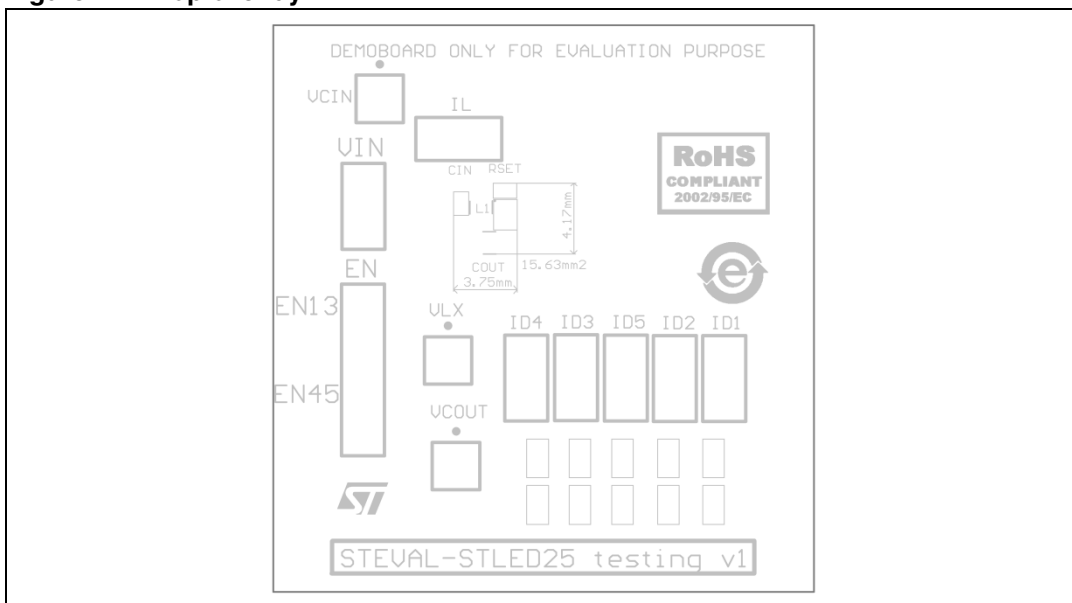 DEMOBOARD ONLY FOR EVALUATION PURPOSE
VCIN
IL
VIN
CIN RSET
RoHS
COMPLIANT
2002/95/EC
L1
4.17mm
EN
COUT 15.63mm2
3.75mm
e
EN13
VLX
ID4 ID3 ID5 ID2 ID1
EN45
VCOUT
ST
STEVAL-STLED25 testing v1